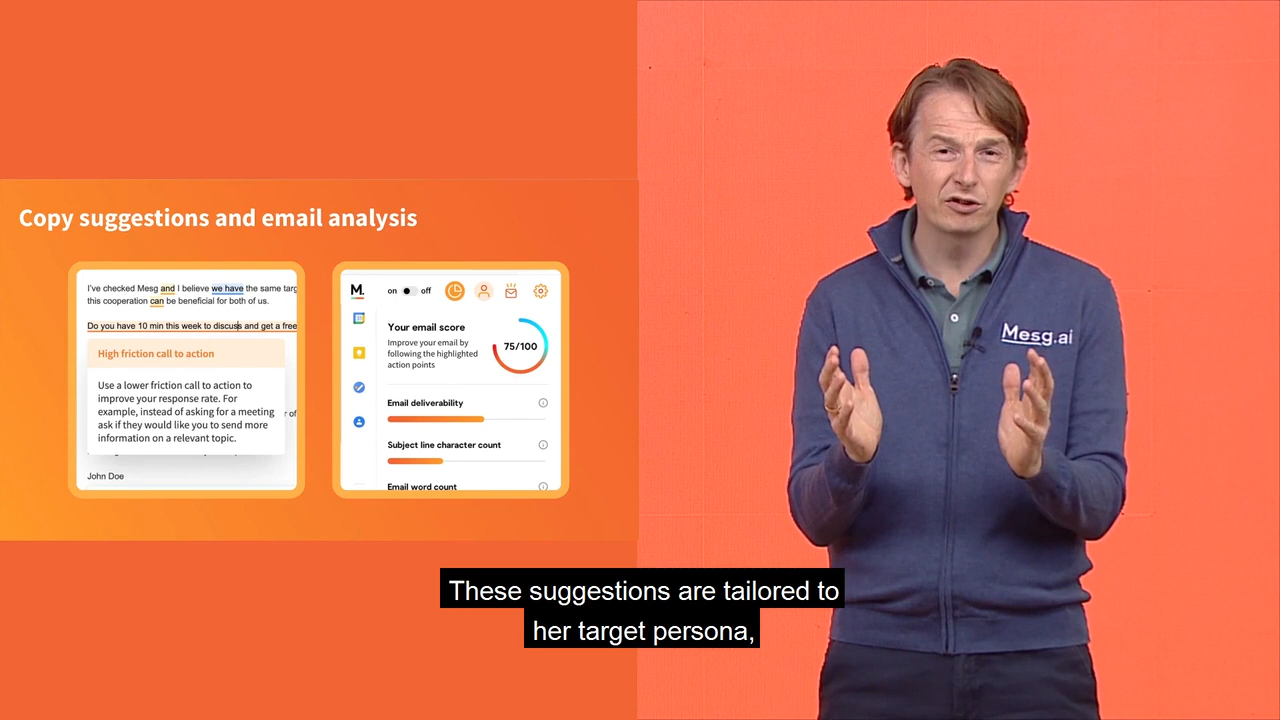 Copy suggestions and email analysis
I've checked Mesg and I believe we have the same targ
this cooperation can be beneficial for both of us.
Do you have 10 min this week to discuss and get a free
High friction call to action
Use a lower friction call to action to
improve your response rate. For
example, instead of asking for a meeting
ask if they would like you to send more
information on a relevant topic.
r of
John Doe
M.
on off
Your email score
Improve your email by
following the highlighted
action points
75/100
Email deliverability
Subject line character count
Email word count
Mesg.ai
These suggestions are tailored to
her target persona,